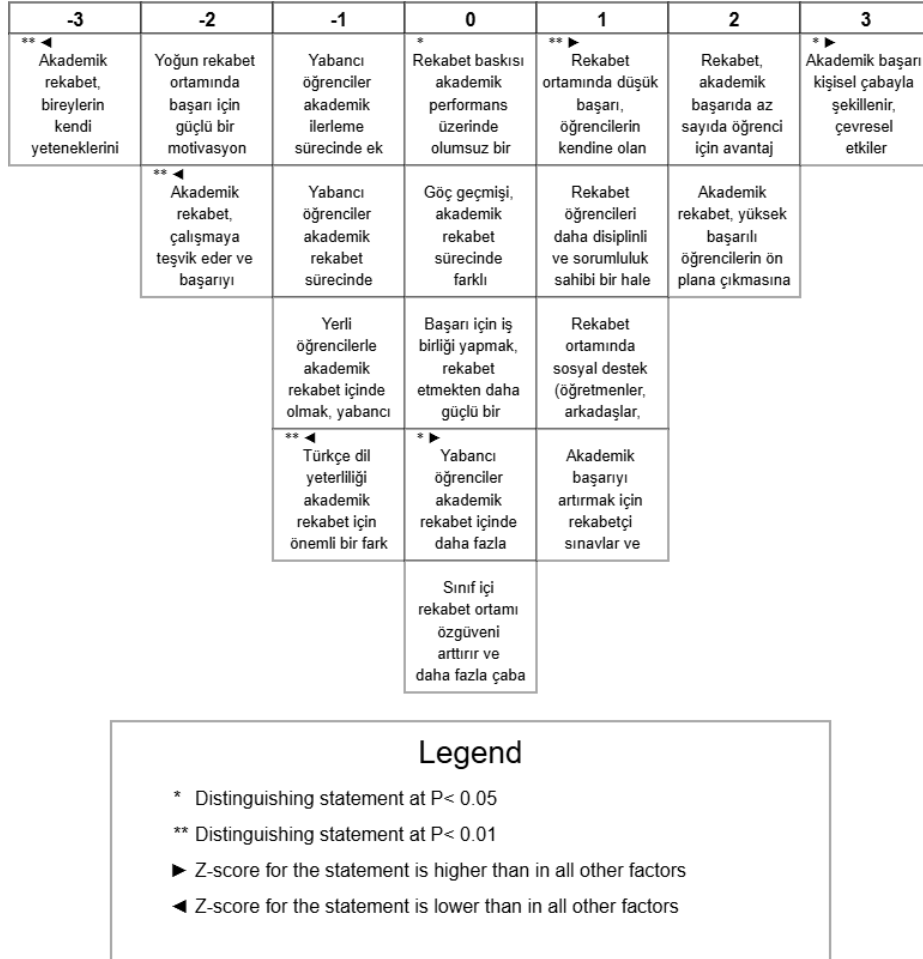 -3 -2 -1 0 1 2 3
** ◄
Akademik
rekabet,
bireylerin
kendi
yeteneklerini
Yoğun rekabet
ortamında
başarı için
güçlü bir
motivasyon
Yabancı
öğrenciler
akademik
ilerleme
sürecinde ek
*
Rekabet baskısı
akademik
performans
üzerinde
olumsuz bir
** ►
Rekabet
ortamında düşük
başarı,
öğrencilerin
kendine olan
Rekabet,
akademik
başarıda az
sayıda öğrenci
için avantaj
* ►
Akademik başarı
kişisel çabayla
şekillenir,
çevresel
etkiler
** ◄
Akademik
rekabet,
çalışmaya
teşvik eder ve
başarıyı
Yabancı
öğrenciler
akademik
rekabet
sürecinde
Göç geçmişi,
akademik
rekabet
sürecinde
farklı
Rekabet
öğrencileri
daha disiplinli
ve sorumluluk
sahibi bir hale
Akademik
rekabet, yüksek
başarılı
öğrencilerin ön
plana çıkmasına
Yerli
öğrencilerle
akademik
rekabet içinde
olmak, yabancı
Başarı için iş
birliği yapmak,
rekabet
etmekten daha
güçlü bir
Rekabet
ortamında
sosyal destek
(öğretmenler,
arkadaşlar,
** ◄
Türkçe dil
yeterliliği
akademik
rekabet için
önemli bir fark
* ►
Yabancı
öğrenciler
akademik
rekabet içinde
daha fazla
Akademik
başarıyı
artırmak için
rekabetçi
sınavlar ve
Sınıf içi
rekabet ortamı
özgüveni
arttırır ve
daha fazla çaba
Legend
* Distinguishing statement at P< 0.05
** Distinguishing statement at P< 0.01
► Z-score for the statement is higher than in all other factors
◄ Z-score for the statement is lower than in all other factors